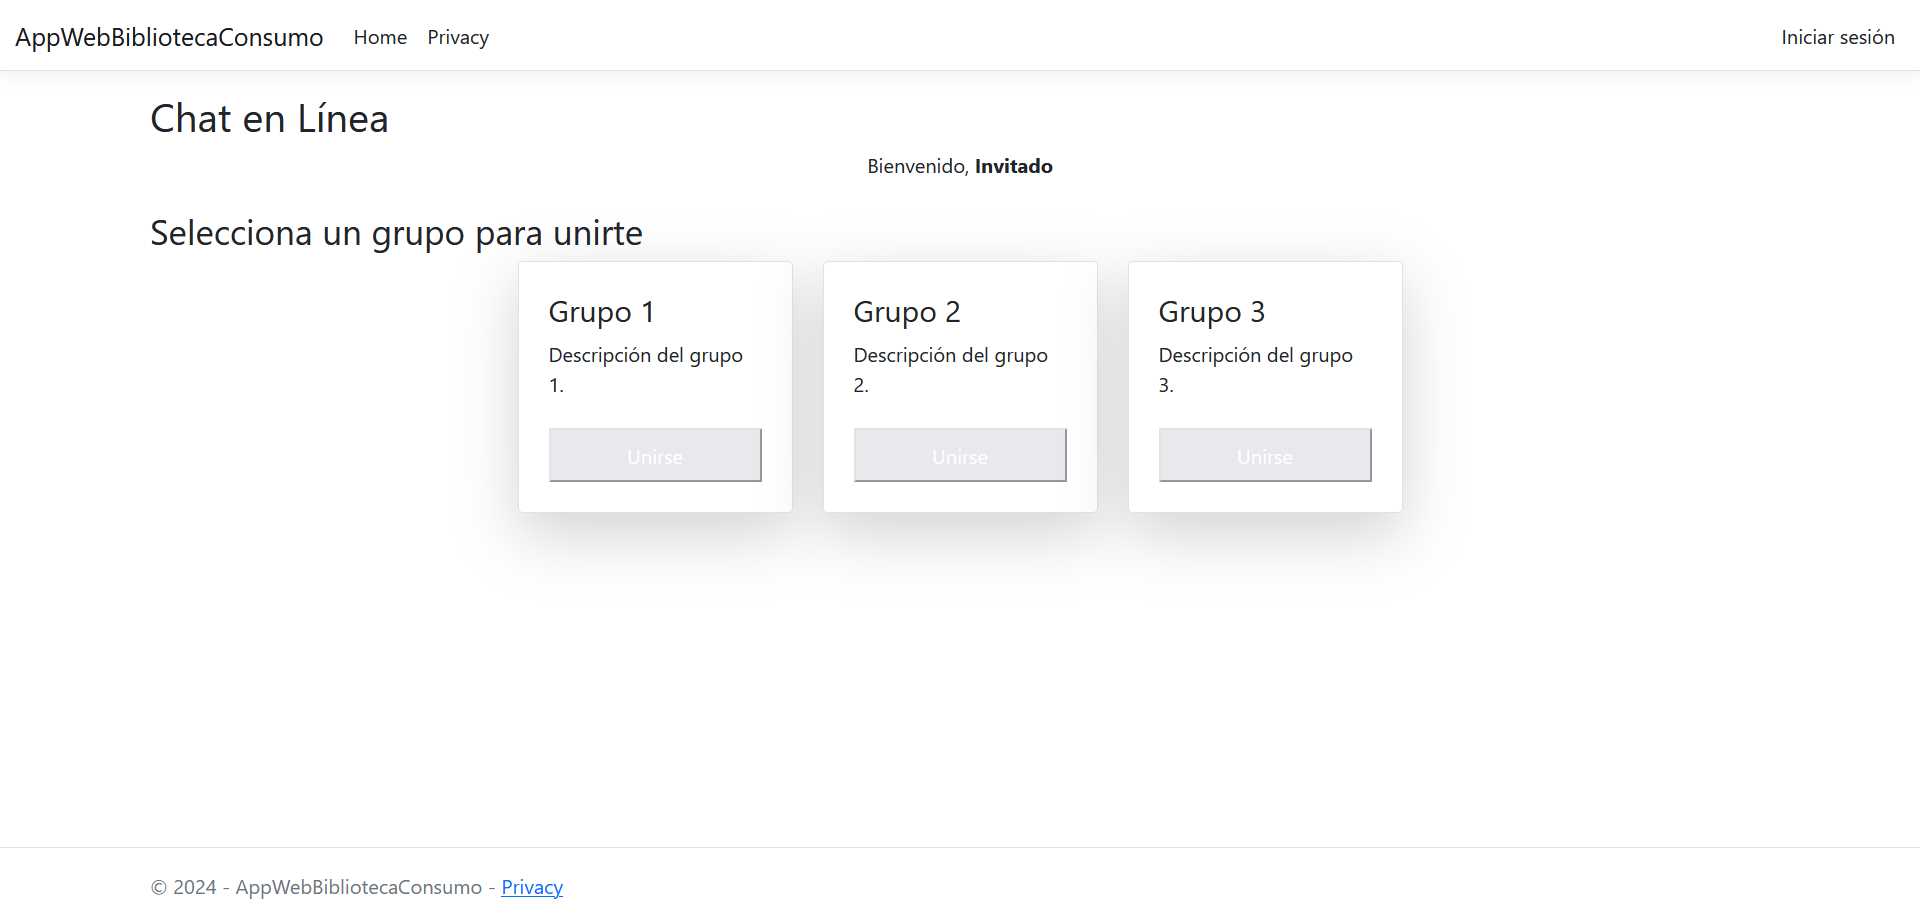 AppWebBibliotecaConsumo Home Privacy Iniciar sesión
Chat en Línea
Bienvenido, Invitado
Selecciona un grupo para unirte
Grupo 1
Descripción del grupo
1.
Unirse
Grupo 2
Descripción del grupo
2.
Unirse
Grupo 3
Descripción del grupo
3.
Unirse
© 2024 - AppWebBibliotecaConsumo - Privacy